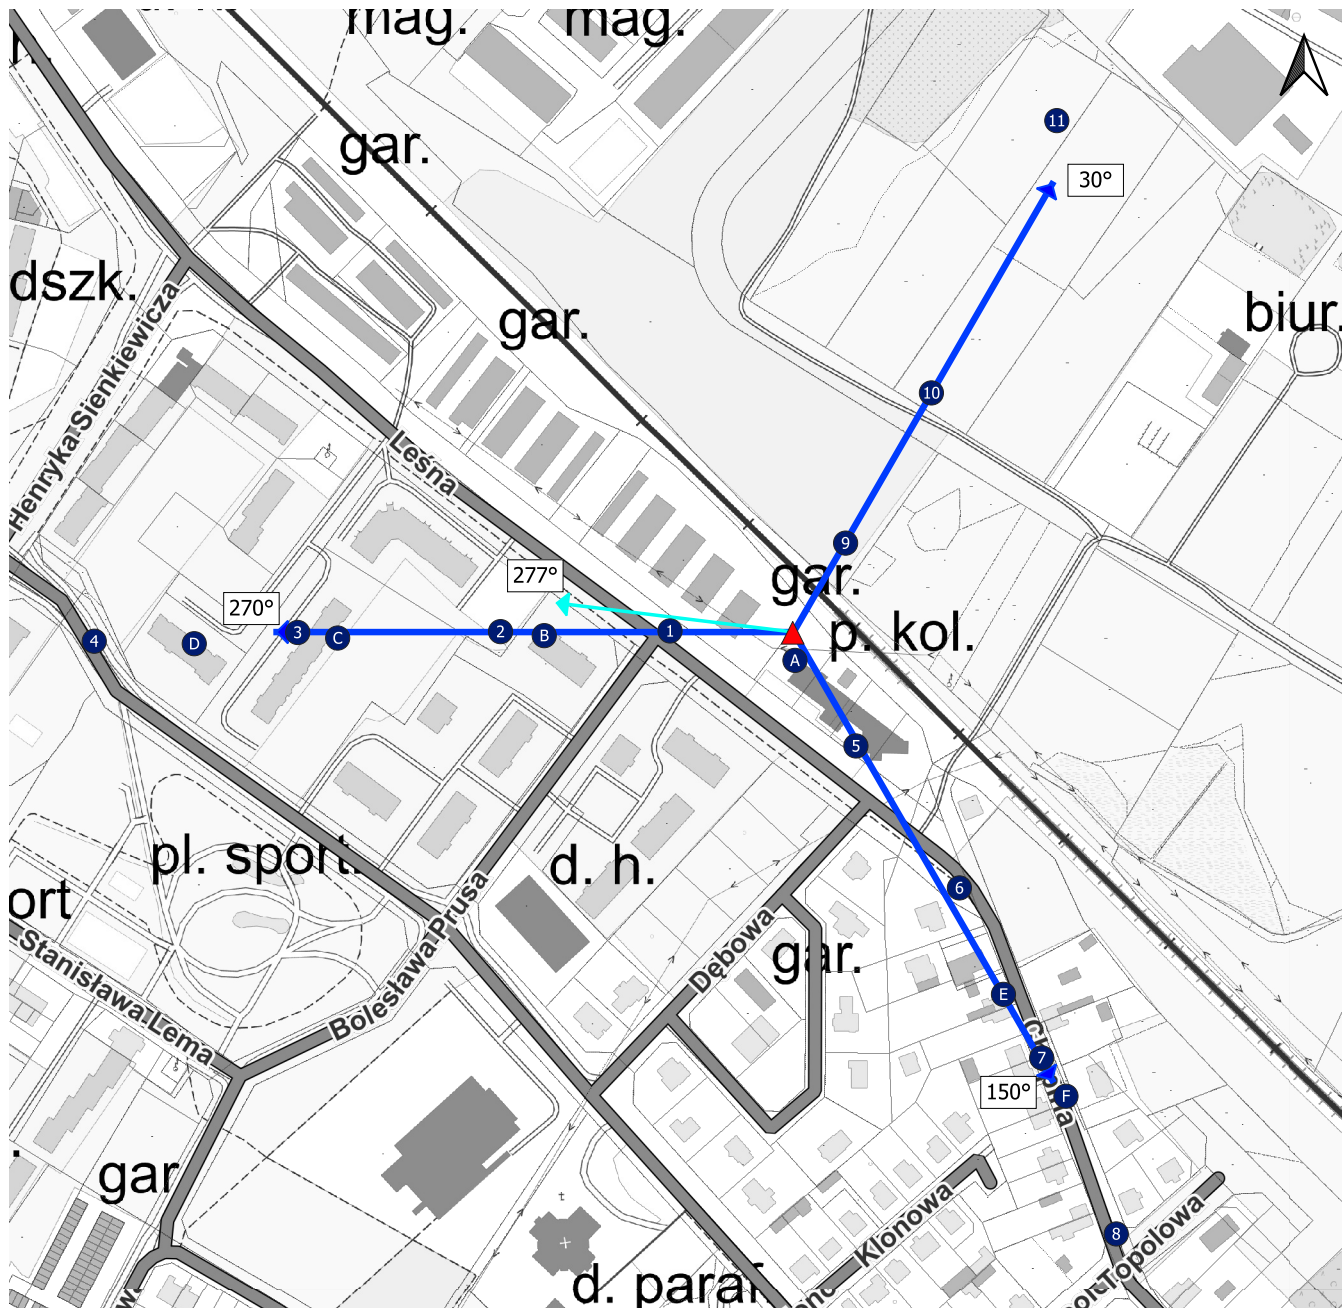 mag.
mag.
gar.
11
30°
dszk.
biur.
gar.
Henryka Sienkiewicza
10
Leśna
9
277°
gar.
270°
4
D
3
C
2
B
1
p. kol.
A
5
pl. sport.
d. h.
6
ort
Dębowa
gar.
Stanisława Lema
Bolesława Prusa
E
7
150°
F
gar
t
Klonowa
8
Topolowa
d. paraf.